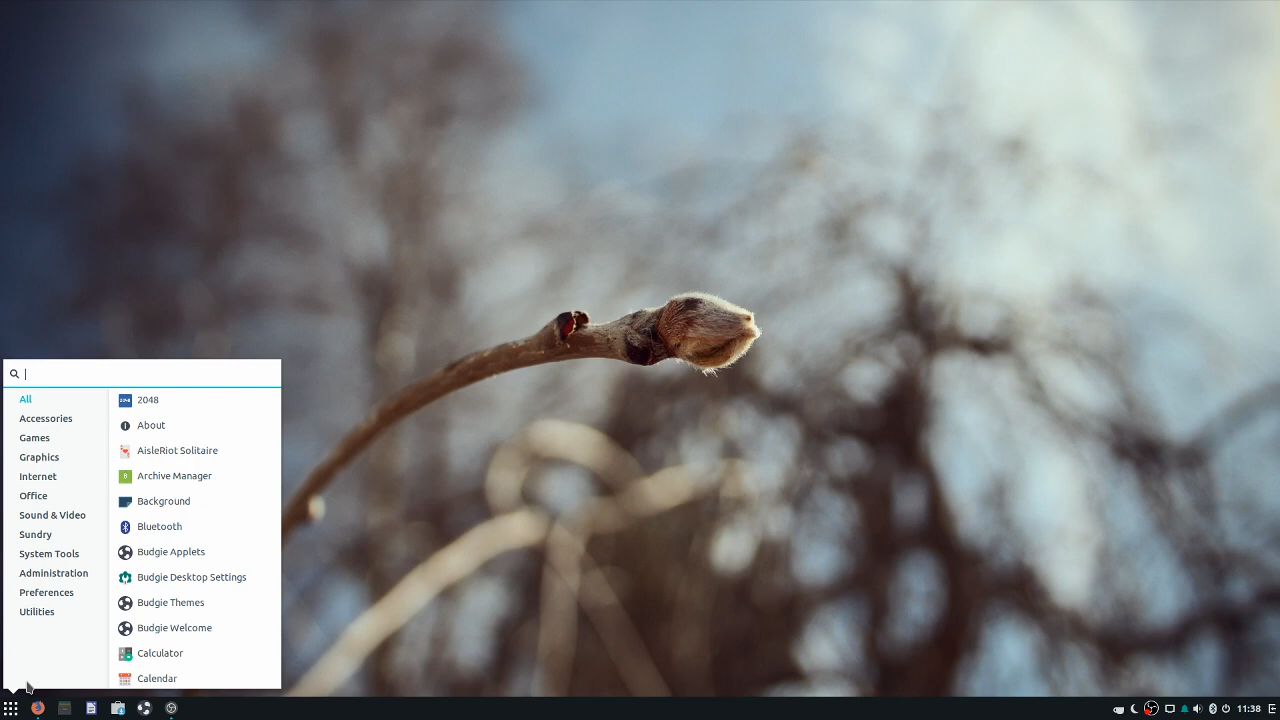 All
Accessories
Games
Graphics
Internet
Office
Sound & Video
Sundry
System Tools
Administration
Preferences
Utilities
2048
About
AisleRiot Solitaire
Archive Manager
Background
Bluetooth
Budgie Applets
Budgie Desktop Settings
Budgie Themes
Budgie Welcome
Calculator
Calendar
11:38